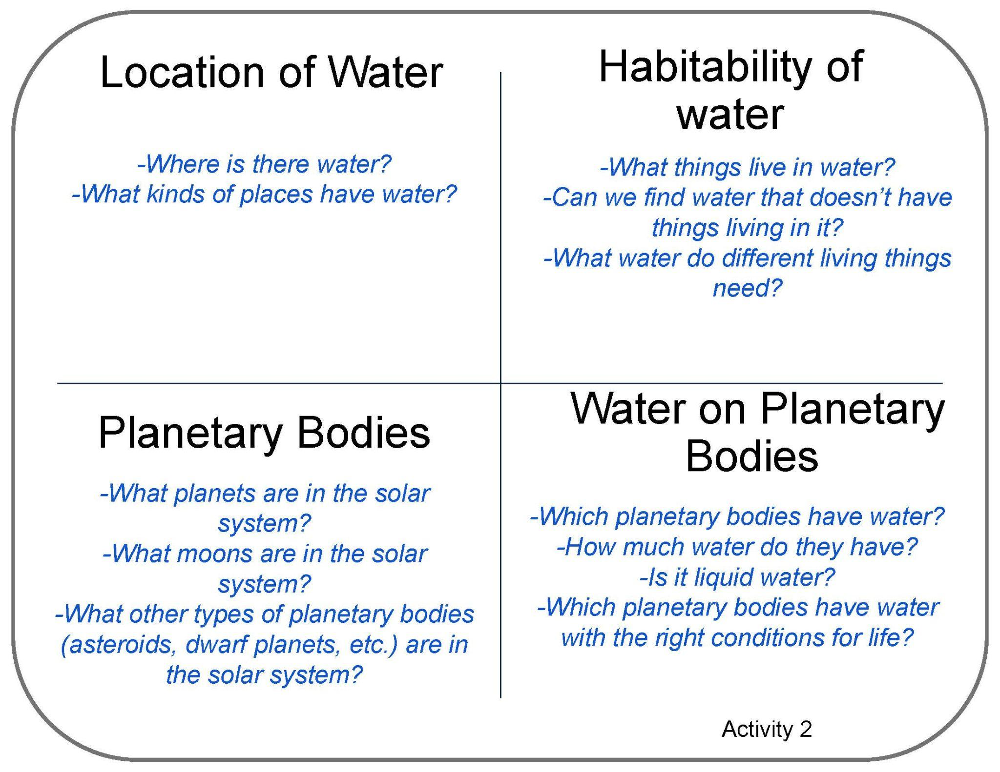 Location of Water
-Where is there water?
-What kinds of places have water?
Habitability of
water
-What things live in water?
-Can we find water that doesn’t have
things living in it?
-What water do different living things
need?
Planetary Bodies
-What planets are in the solar
system?
-What moons are in the solar
system?
-What other types of planetary bodies
(asteroids, dwarf planets, etc.) are in
the solar system?
Water on Planetary
Bodies
-Which planetary bodies have water?
-How much water do they have?
-Is it liquid water?
-Which planetary bodies have water
with the right conditions for life?
Activity 2